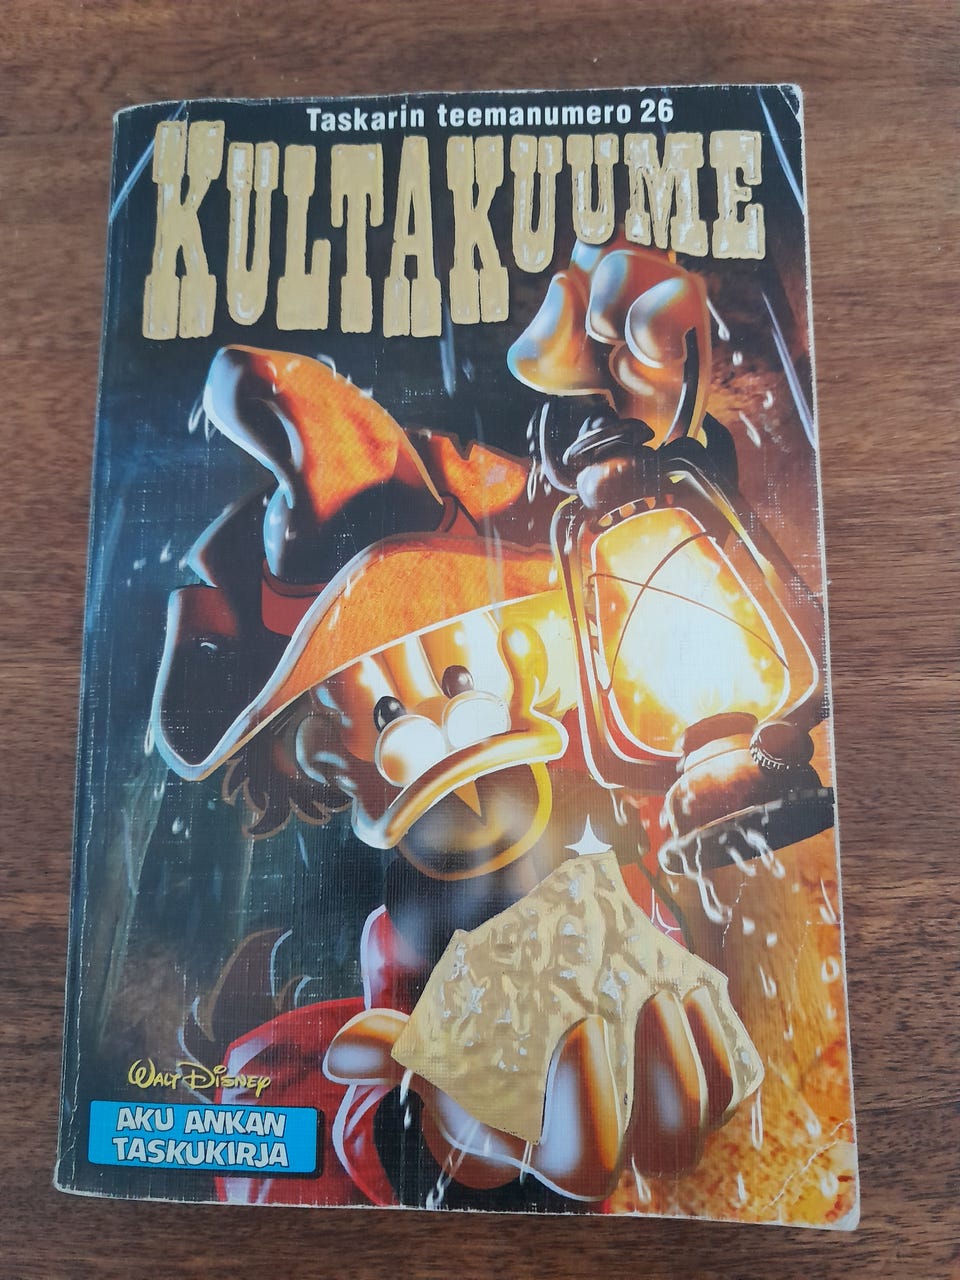 Taskarin teemanumero 26
KULTAKUUME
WALT DISNEY
AKU ANKAN
TASKUKIRJA